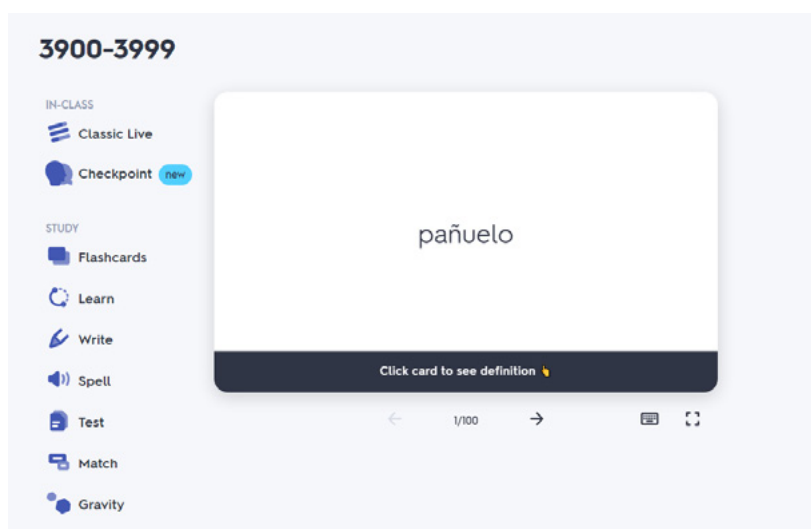 3900-3999
IN-CLASS
Classic Live
Checkpoint new
STUDY
Flashcards
Learn
Write
Spell
Test
Match
Gravity
pañuelo
Click card to see definition 👆
1/100